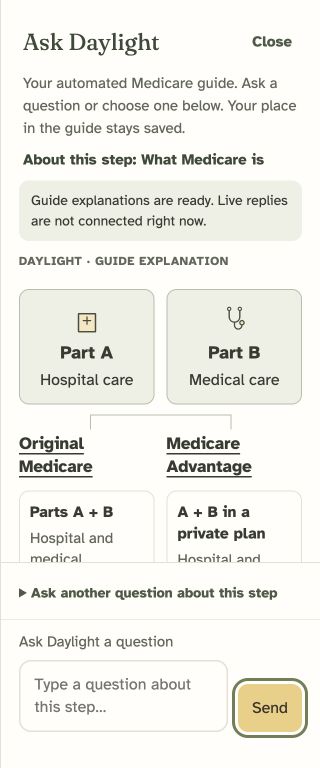 Ask Daylight
Close
Your automated Medicare guide. Ask a
question or choose one below. Your place
in the guide stays saved.
About this step: What Medicare is
Guide explanations are ready. Live replies
are not connected right now.
DAYLIGHT · GUIDE EXPLANATION
Part A
Hospital care
Part B
Medical care
Original
Medicare
Medicare
Advantage
Parts A + B
Hospital and
medical
A + B in a
private plan
Hospital and
Ask another question about this step
Ask Daylight a question
Type a question about
this step...
Send